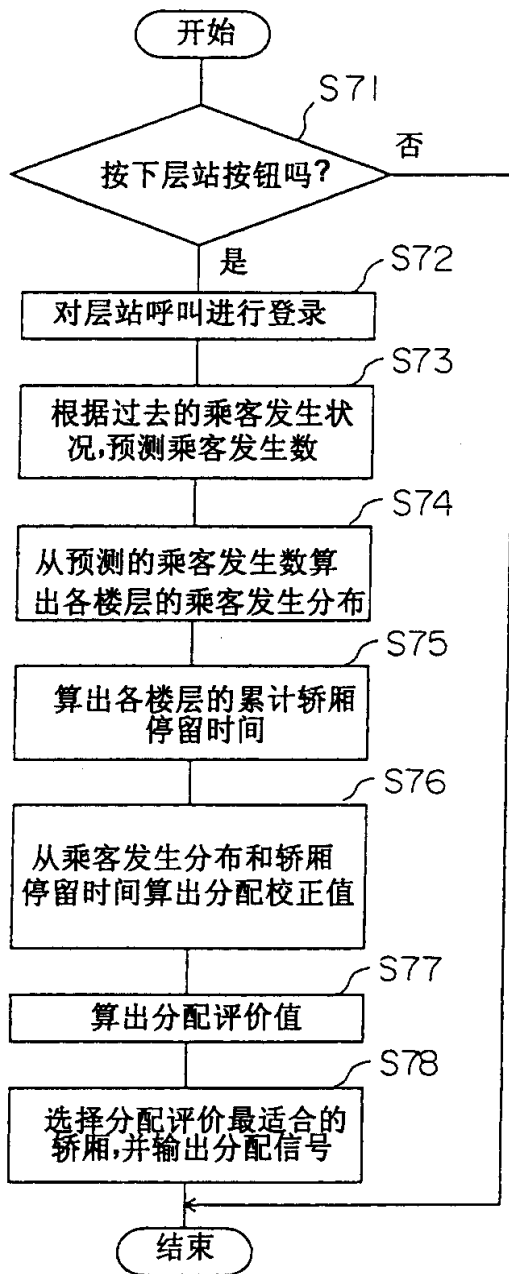 开始
S71
按下层站按钮吗?
否
是
S72
对层站呼叫进行登录
S73
根据过去的乘客发生状
况,预测乘客发生数
S74
从预测的乘客发生数算
出各楼层的乘客发生分布
S75
算出各楼层的累计轿厢
停留时间
S76
从乘客发生分布和轿厢
停留时间算出分配校正值
S77
算出分配评价值
S78
选择分配评价最适合的
轿厢,并输出分配信号
结束